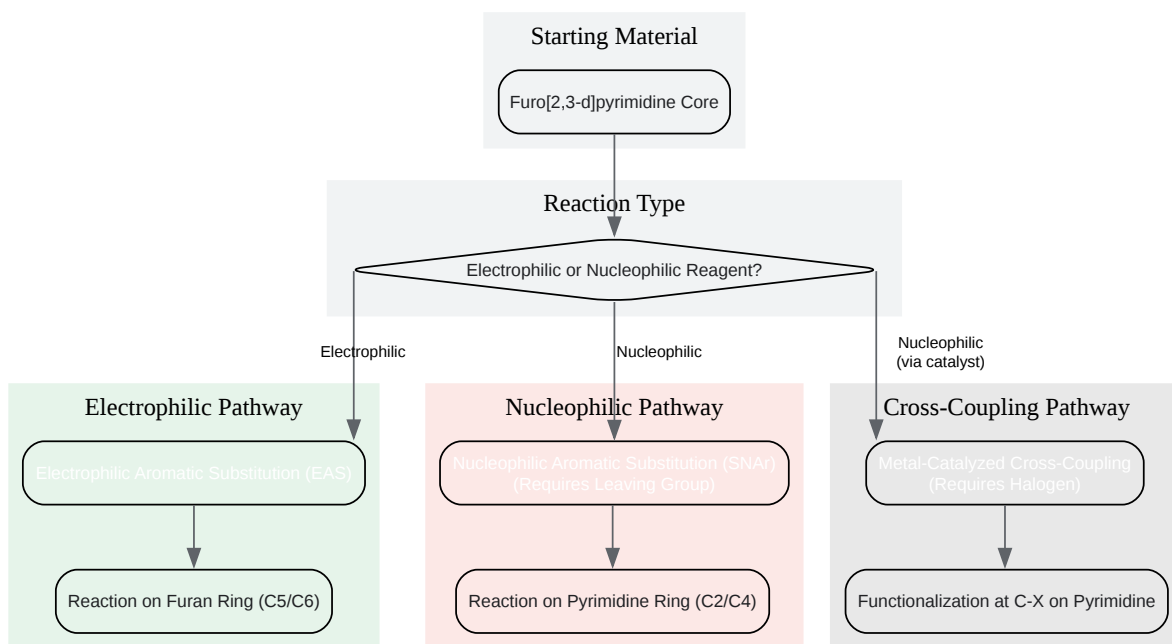 Starting Material
Furo[2,3-d]pyrimidine Core
Reaction Type
Electrophilic or Nucleophilic Reagent?
Electrophilic
Nucleophilic
Nucleophilic
(via catalyst)
Electrophilic Pathway
Nucleophilic Pathway
Cross-Coupling Pathway
Electrophilic Aromatic Substitution (EAS)
Nucleophilic Aromatic Substitution (SNAr)
(Requires Leaving Group)
Metal-Catalyzed Cross-Coupling
(Requires Halogen)
Reaction on Furan Ring (C5/C6)
Reaction on Pyrimidine Ring (C2/C4)
Functionalization at C-X on Pyrimidine